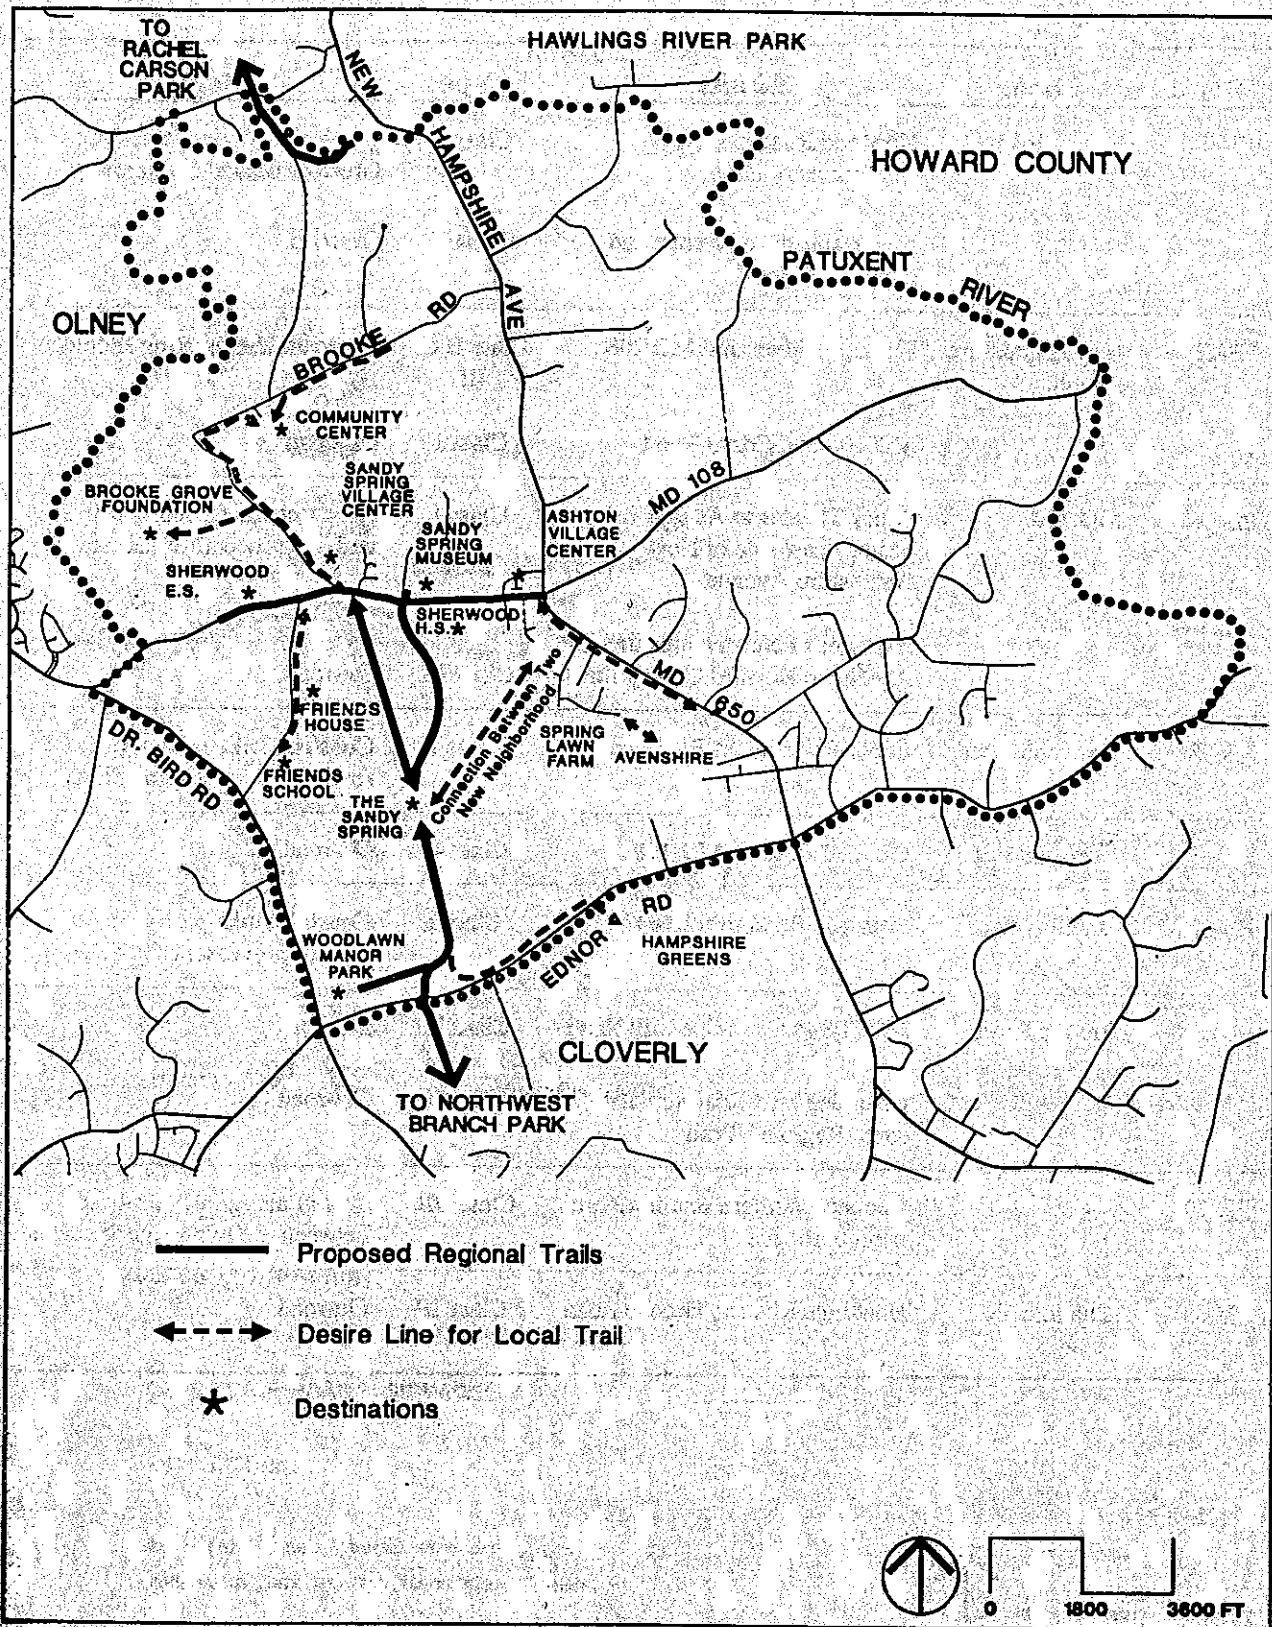 TO
RACHEL
CARSON
PARK
HAWLINGS RIVER PARK
NEW
HAMPSHIRE
AVE
HOWARD COUNTY
PATUXENT
RIVER
OLNEY
BROOKE
RD
COMMUNITY
CENTER
SANDY
SPRING
VILLAGE
CENTER
BROOKE GROVE
FOUNDATION
SANDY
SPRING
MUSEUM
ASHTON
VILLAGE
CENTER
MD 108
SHERWOOD
E.S.
SHERWOOD
H.S.
MD
650
Connection Between Two
New Neighborhood
FRIENDS
HOUSE
SPRING
LAWN
FARM
AVENSHIRE
DR. BIRD RD
FRIENDS
SCHOOL
THE
SANDY
SPRING
WOODLAWN
MANOR
PARK
EDNOR
RD
HAMPSHIRE
GREENS
CLOVERLY
TO NORTHWEST
BRANCH PARK
Proposed Regional Trails
Desire Line for Local Trail
Destinations
0 1800 3600 FT